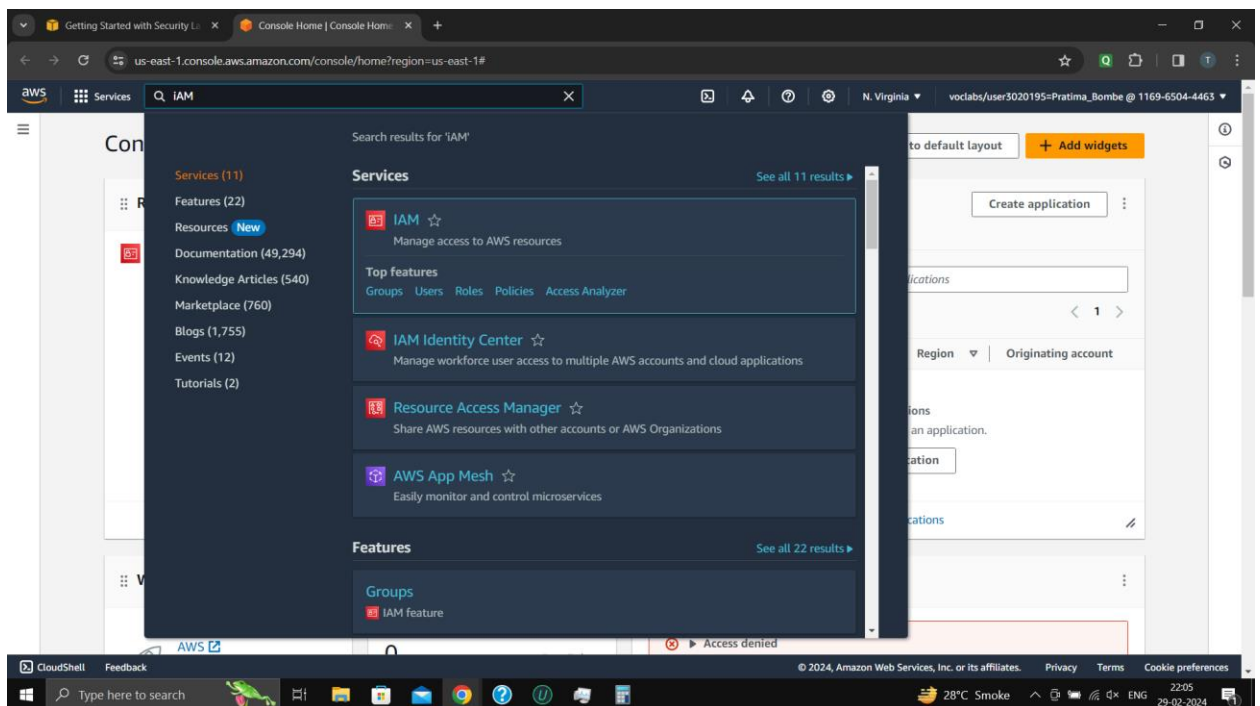 Getting Started with Security La
Console Home | Console Home
us-east-1.console.aws.amazon.com/console/home?region=us-east-1#
Q
T
aws
Services
iAM
N. Virginia
voclabs/user3020195=Pratima_Bombe @ 1169-6504-4463
Con
to default layout
+ Add widgets
Search results for 'iAM'
Services (11)
Features (22)
Resources New
Documentation (49,294)
Knowledge Articles (540)
Marketplace (760)
Blogs (1,755)
Events (12)
Tutorials (2)
Services
See all 11 results
IAM
Manage access to AWS resources
Top features
Groups Users Roles Policies Access Analyzer
IAM Identity Center
Manage workforce user access to multiple AWS accounts and cloud applications
Resource Access Manager
Share AWS resources with other accounts or AWS Organizations
AWS App Mesh
Easily monitor and control microservices
Features
See all 22 results
Groups
IAM feature
R
Create application
lications
1
Region
Originating account
ions
an application.
cation
cations
W
AWS
0
Access denied
CloudShell Feedback
© 2024, Amazon Web Services, Inc. or its affiliates. Privacy Terms Cookie preferences
Type here to search
28°C Smoke
ENG
22:05
29-02-2024
1